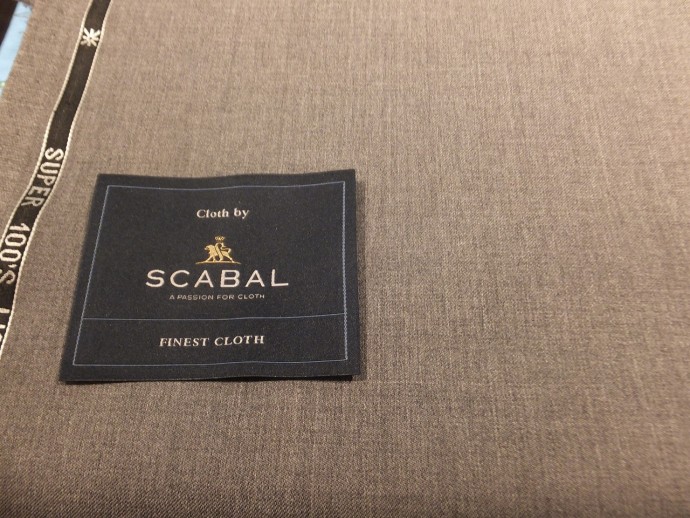 SUPER 100'S
Cloth by
SCABAL
A PASSION FOR CLOTH
FINEST CLOTH